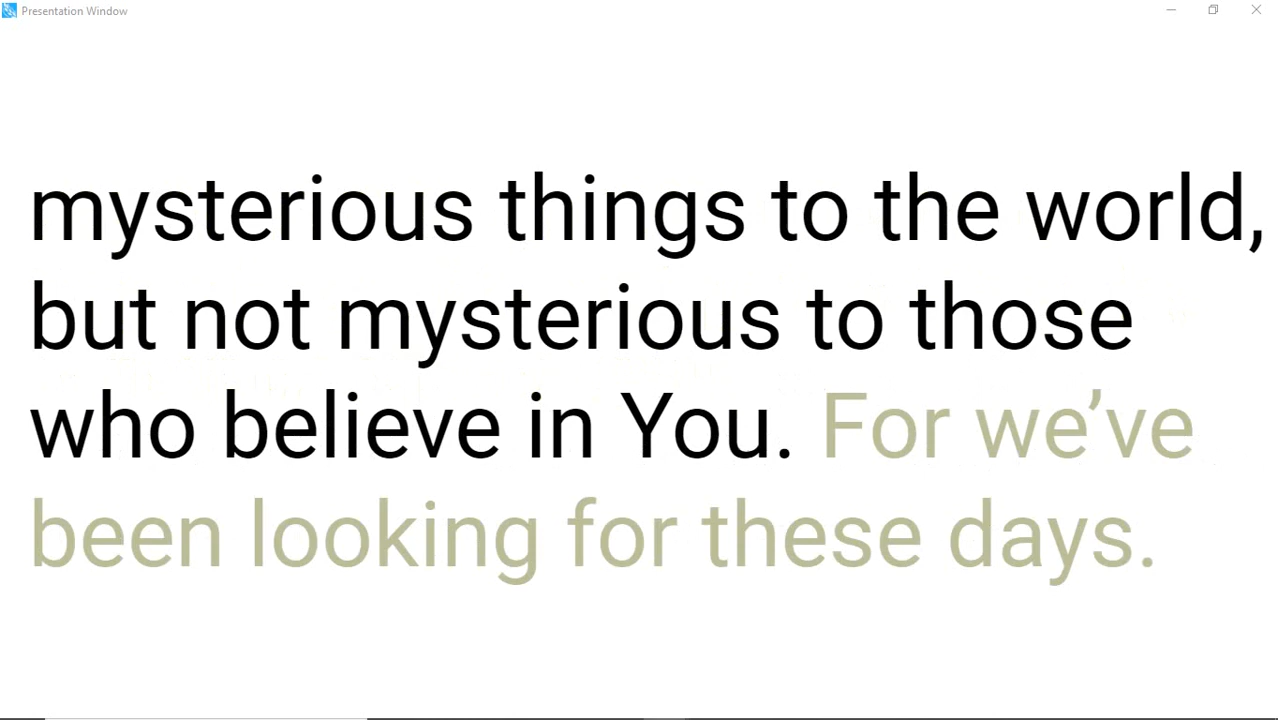 Presentation Window
mysterious things to the world,
but not mysterious to those
who believe in You. For we’ve
been looking for these days.